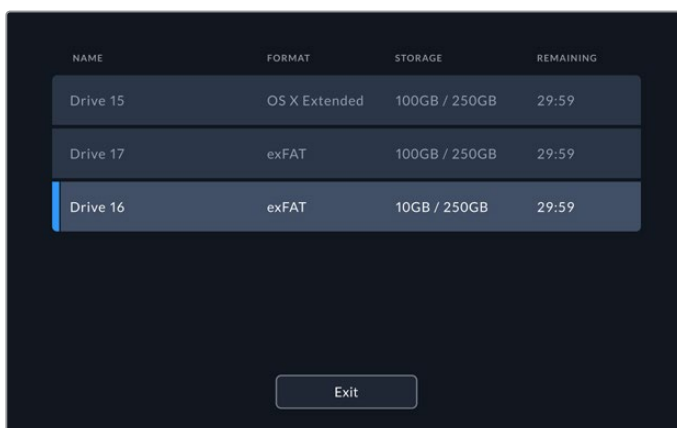 NAME FORMAT STORAGE REMAINING
Drive 15 OS X Extended 100GB / 250GB 29:59
Drive 17 exFAT 100GB / 250GB 29:59
Drive 16 exFAT 10GB / 250GB 29:59
Exit